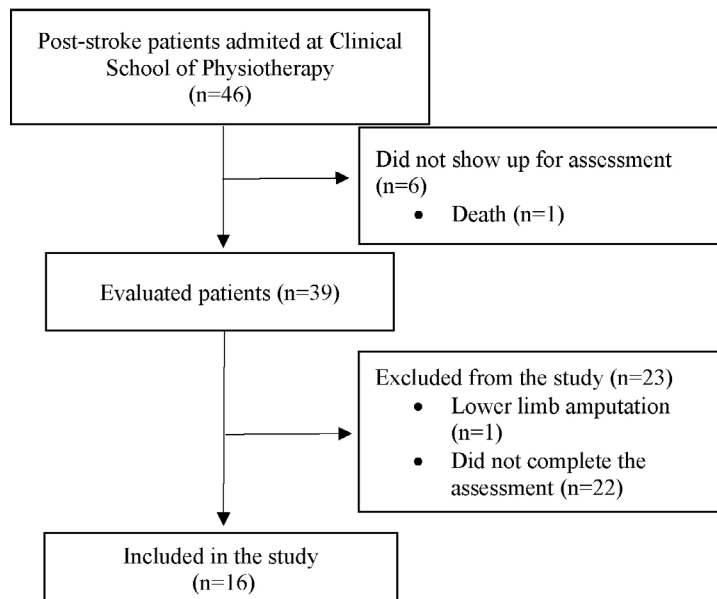 Post-stroke patients admited at Clinical
School of Physiotherapy
(n=46)
Did not show up for assessment
(n=6)
• Death (n=1)
Evaluated patients (n=39)
Excluded from the study (n=23)
• Lower limb amputation
(n=1)
• Did not complete the
assessment (n=22)
Included in the study
(n=16)